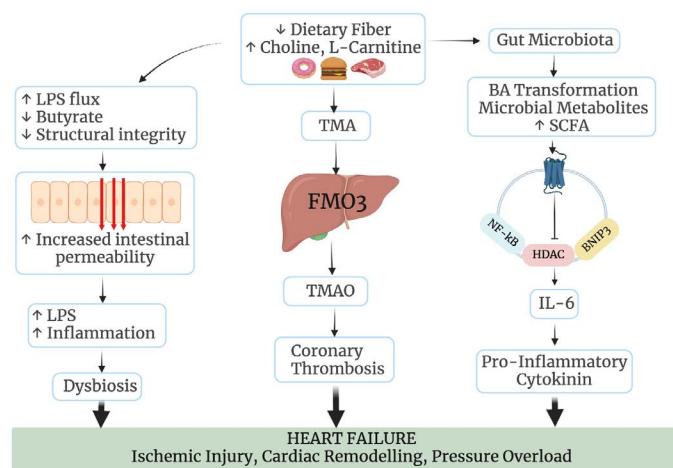 ↓ Dietary Fiber
↑ Choline, L-Carnitine
↑ LPS flux
↓ Butyrate
↓ Structural integrity
↑ Increased intestinal
permeability
↑ LPS
↑ Inflammation
Dysbiosis
TMA
FMO3
TMAO
Coronary
Thrombosis
Gut Microbiota
BA Transformation
Microbial Metabolites
↑ SCFA
NF-kB
HDAC
BNIP3
IL-6
Pro-Inflammatory
Cytokinin
HEART FAILURE
Ischemic Injury, Cardiac Remodelling, Pressure Overload